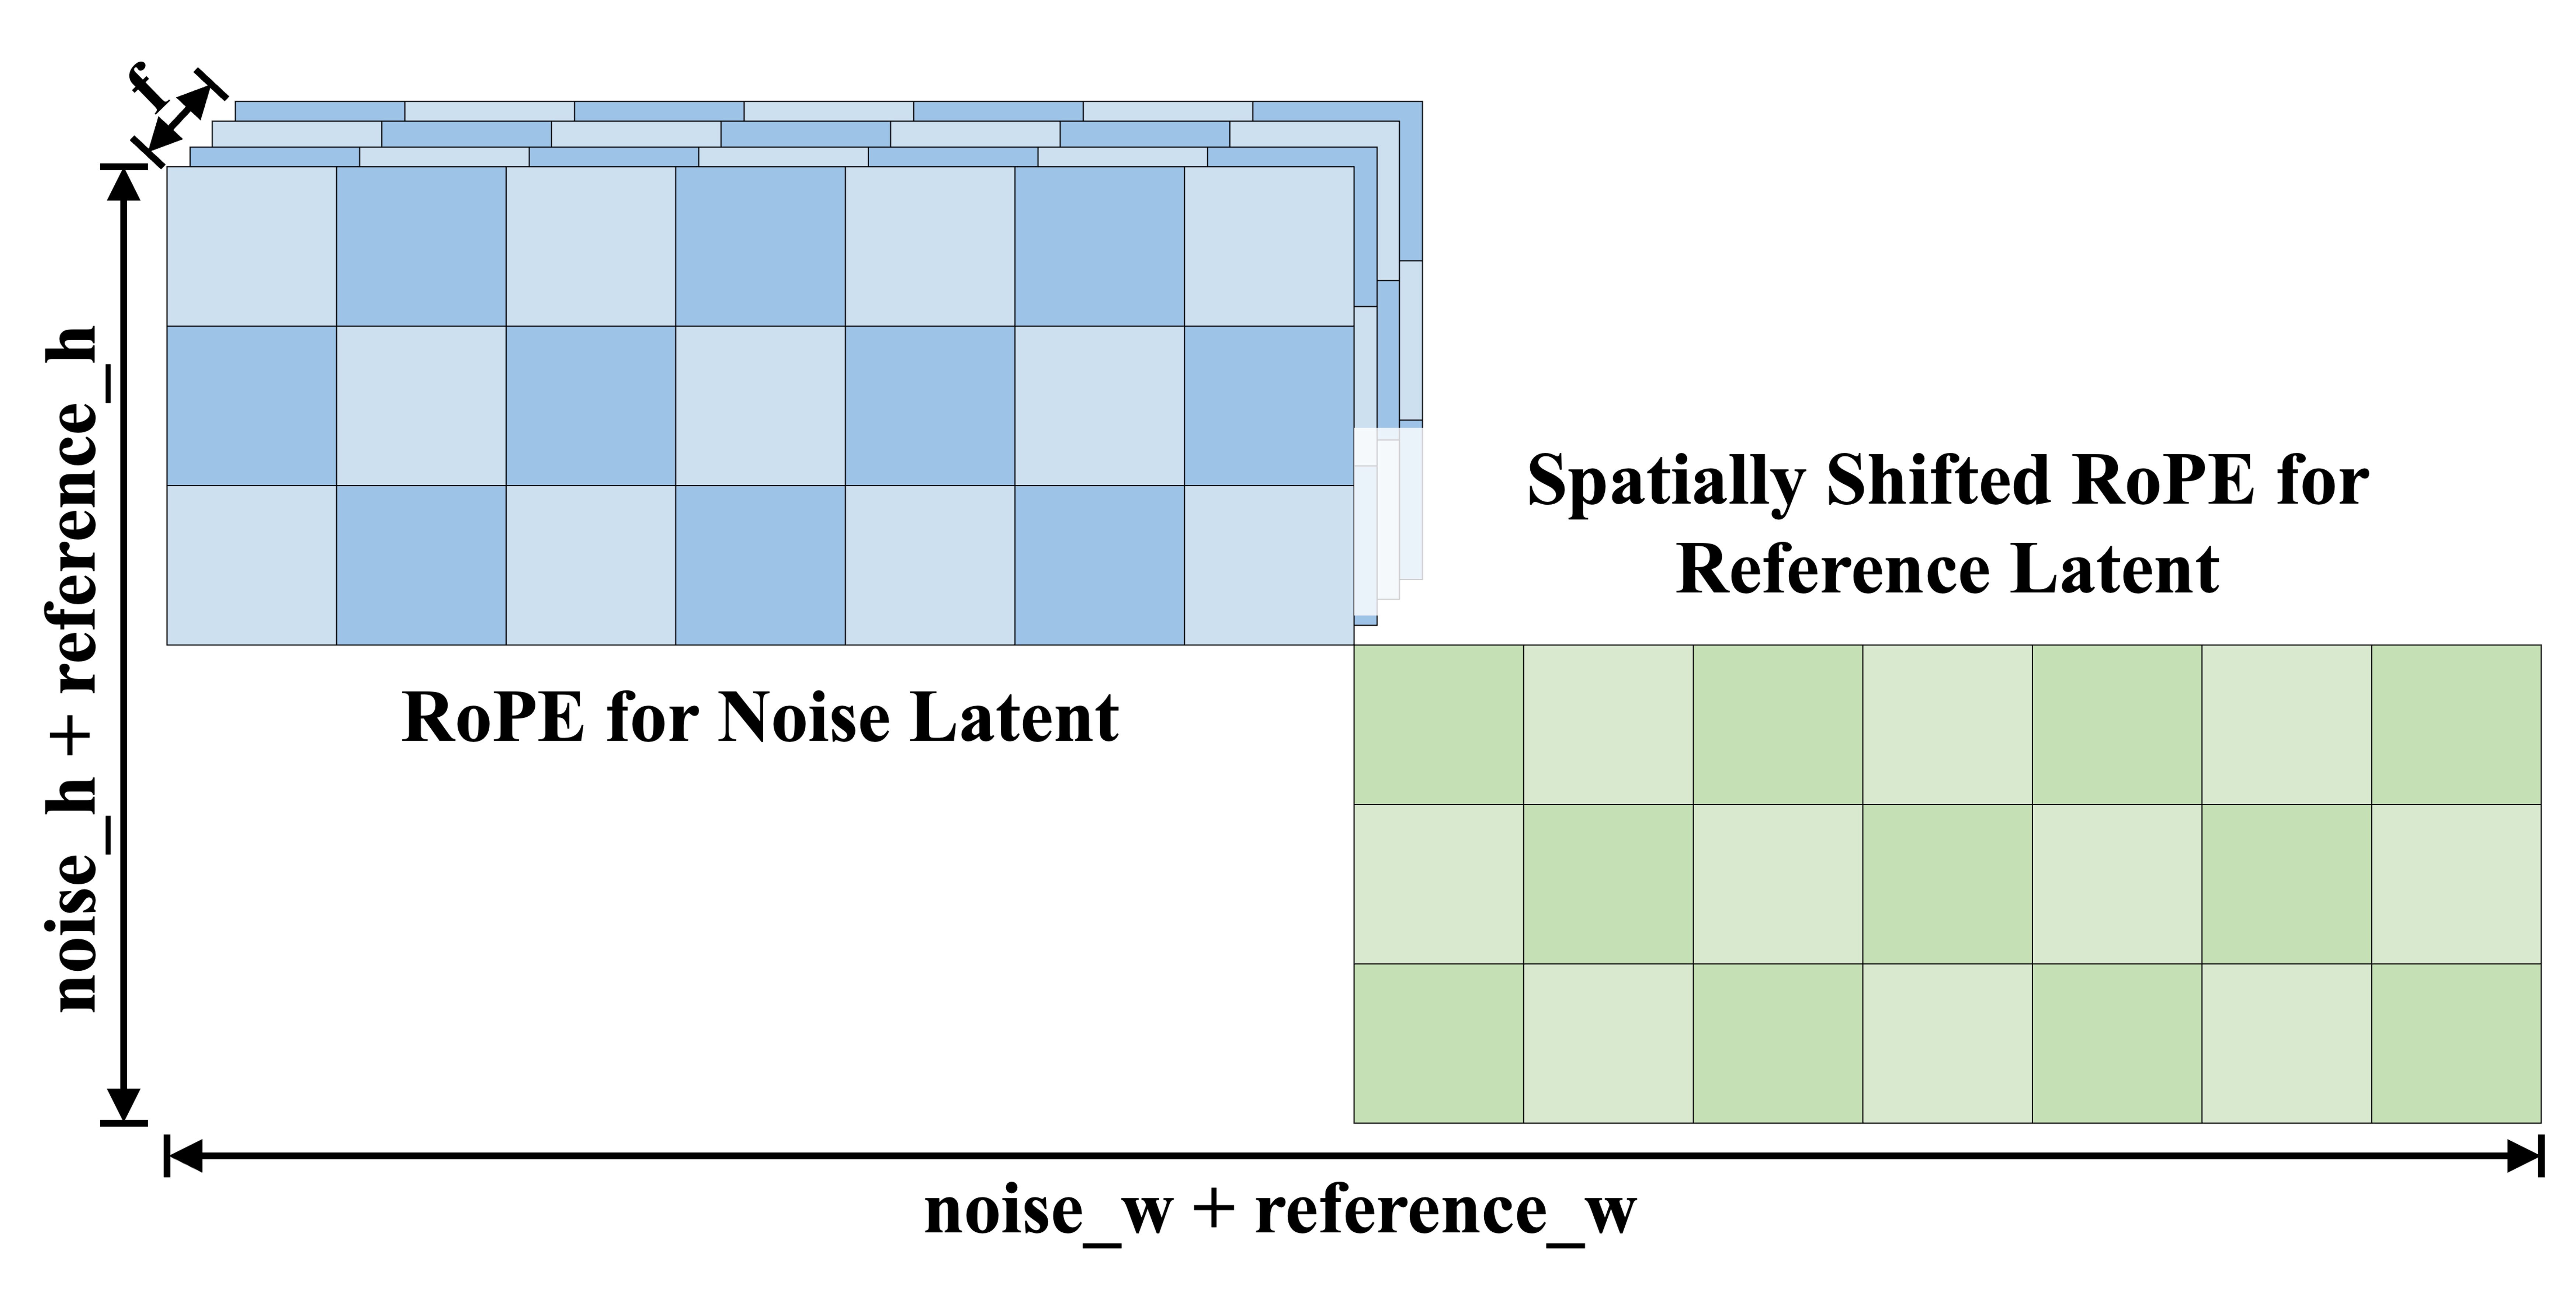 f
noise_h + reference_h
Spatially Shifted RoPE for
Reference Latent
RoPE for Noise Latent
noise_w + reference_w